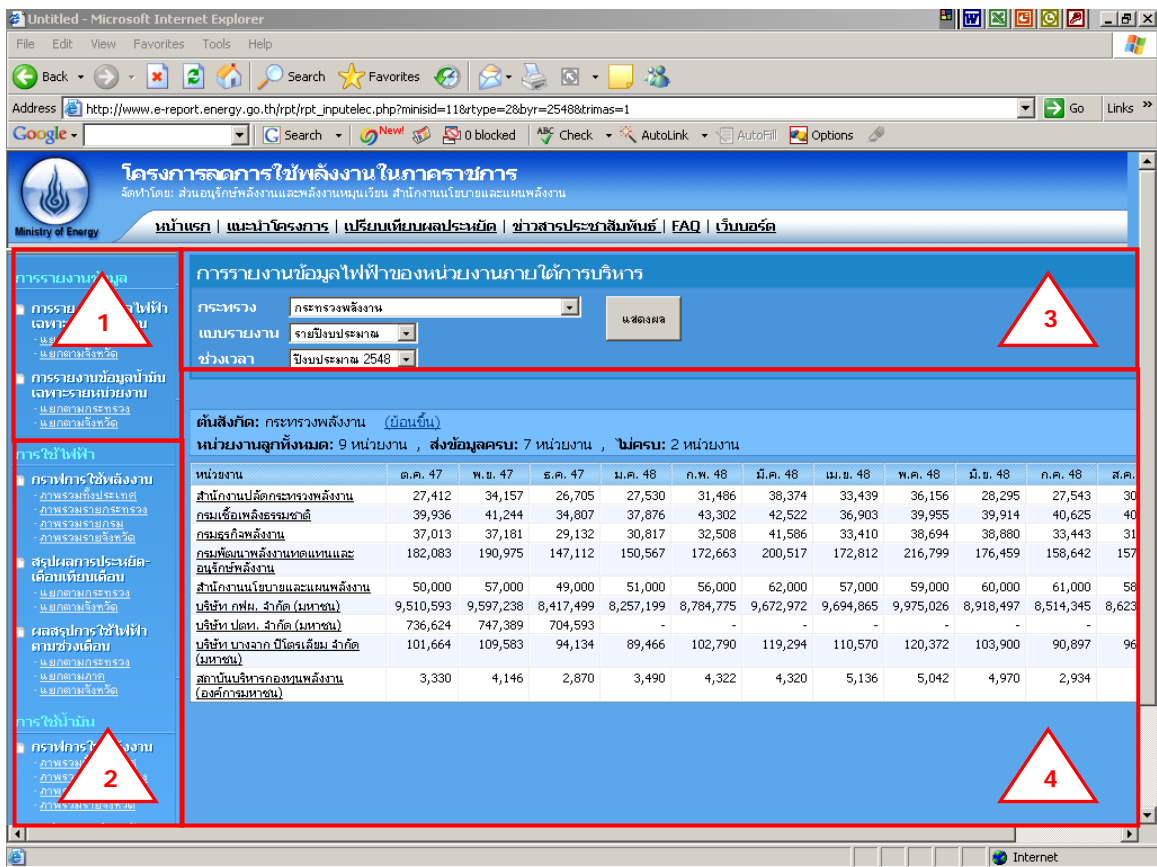 Untitled - Microsoft Internet Explorer
File Edit View Favorites Tools Help
Back Search Favorites
Address http://www.e-report.energy.go.th/rpt/rpt_inputelec.php?minisid=11&rtype=2&byr=2548&trimas=1 Go Links »
Google Search New! 0 blocked ABC Check AutoLink AutoFill Options
โครงการลดการใช้พลังงานในภาคราชการ
จัดทำโดย: ส่วนอนุรักษ์พลังงานและพลังงานหมุนเวียน สำนักงานนโยบายและแผนพลังงาน
Ministry of Energy
หน้าแรก | แนะนำโครงการ | เปรียบเทียบผลประหยัด | ข่าวสารประชาสัมพันธ์ | FAQ | เว็บบอร์ด
1
- แยกตามจังหวัด
การรายงานข้อมูลน้ำมัน
เฉพาะรายหน่วยงาน
- แยกตามกระทรวง
- แยกตามจังหวัด
การใช้ไฟฟ้า
กราฟการใช้พลังงาน
- ภาพรวมทั้งประเทศ
- ภาพรวมรายกระทรวง
- ภาพรวมรายกรม
- ภาพรวมรายจังหวัด
สรุปผลการประหยัด-
เดือนเทียบเดือน
- แยกตามกระทรวง
- แยกตามจังหวัด
ผลสรุปการใช้ไฟฟ้า
ตามช่วงเดือน
- แยกตามกระทรวง
- แยกตามภาค
- แยกตามจังหวัด
การใช้น้ำมัน
2
- ภาพรวมรายจังหวัด
การรายงานข้อมูลไฟฟ้าของหน่วยงานภายใต้การบริหาร
กระทรวง กระทรวงพลังงาน แสดงผล
แบบรายงาน รายปีงบประมาณ
ช่วงเวลา ปีงบประมาณ 2548
3
ต้นสังกัด: กระทรวงพลังงาน (ย้อนขึ้น)
หน่วยงานลูกทั้งหมด: 9 หน่วยงาน , ส่งข้อมูลครบ: 7 หน่วยงาน , ไม่ครบ: 2 หน่วยงาน
หน่วยงาน ต.ค. 47 พ.ย. 47 ธ.ค. 47 ม.ค. 48 ก.พ. 48 มี.ค. 48 เม.ย. 48 พ.ค. 48 มิ.ย. 48 ก.ค. 48 ส.ค.
สำนักงานปลัดกระทรวงพลังงาน 27,412 34,157 26,705 27,530 31,486 38,374 33,439 36,156 28,295 27,543 30
กรมเชื้อเพลิงธรรมชาติ 39,936 41,244 34,807 37,876 43,302 42,522 36,903 39,955 39,914 40,625 40
กรมธุรกิจพลังงาน 37,013 37,181 29,132 30,817 32,508 41,586 33,410 38,694 38,880 33,443 31
กรมพัฒนาพลังงานทดแทนและ 182,083 190,975 147,112 150,567 172,663 200,517 172,812 216,799 176,459 158,642 157
อนุรักษ์พลังงาน
สำนักงานนโยบายและแผนพลังงาน 50,000 57,000 49,000 51,000 56,000 62,000 57,000 59,000 60,000 61,000 58
บริษัท กฟผ. จำกัด (มหาชน) 9,510,593 9,597,238 8,417,499 8,257,199 8,784,775 9,672,972 9,694,865 9,975,026 8,918,497 8,514,345 8,623
บริษัท ปตท. จำกัด (มหาชน) 736,624 747,389 704,593 - - - - - - -
บริษัท บางจาก ปิโตรเลียม จำกัด 101,664 109,583 94,134 89,466 102,790 119,294 110,570 120,372 103,900 90,897 96
(มหาชน)
สถาบันบริหารกองทุนพลังงาน 3,330 4,146 2,870 3,490 4,322 4,320 5,136 5,042 4,970 2,934
(องค์การมหาชน)
4
Internet